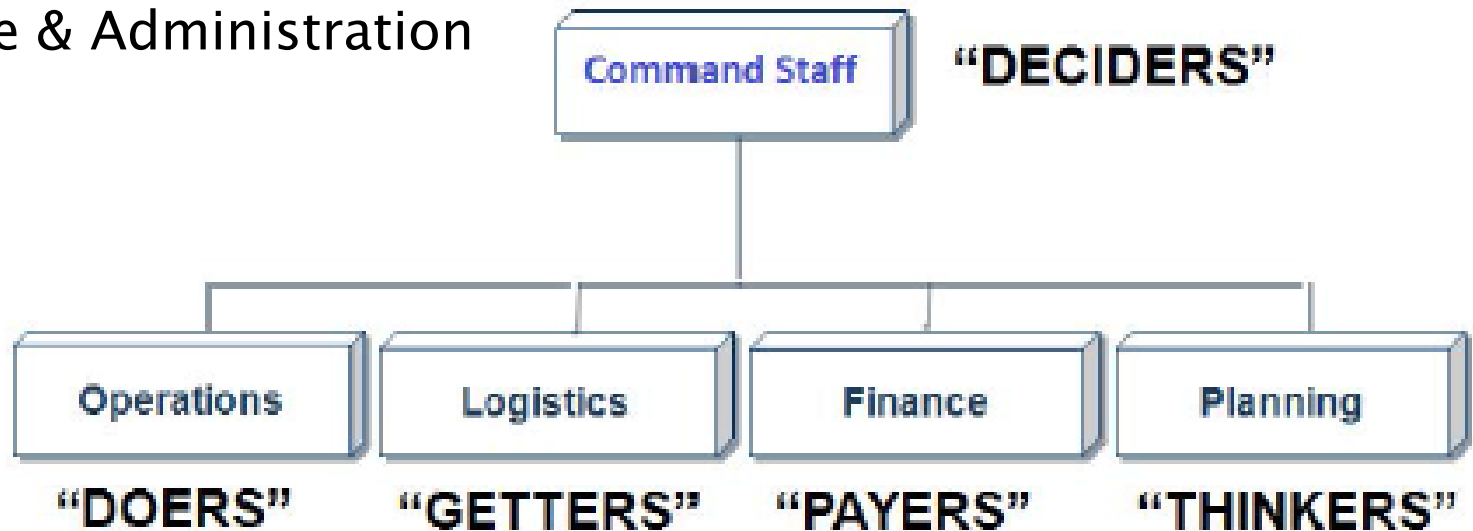 e & Administration
Command Staff
“DECIDERS”
Operations
Logistics
Finance
Planning
“DOERS”
“GETTERS”
“PAYERS”
“THINKERS”